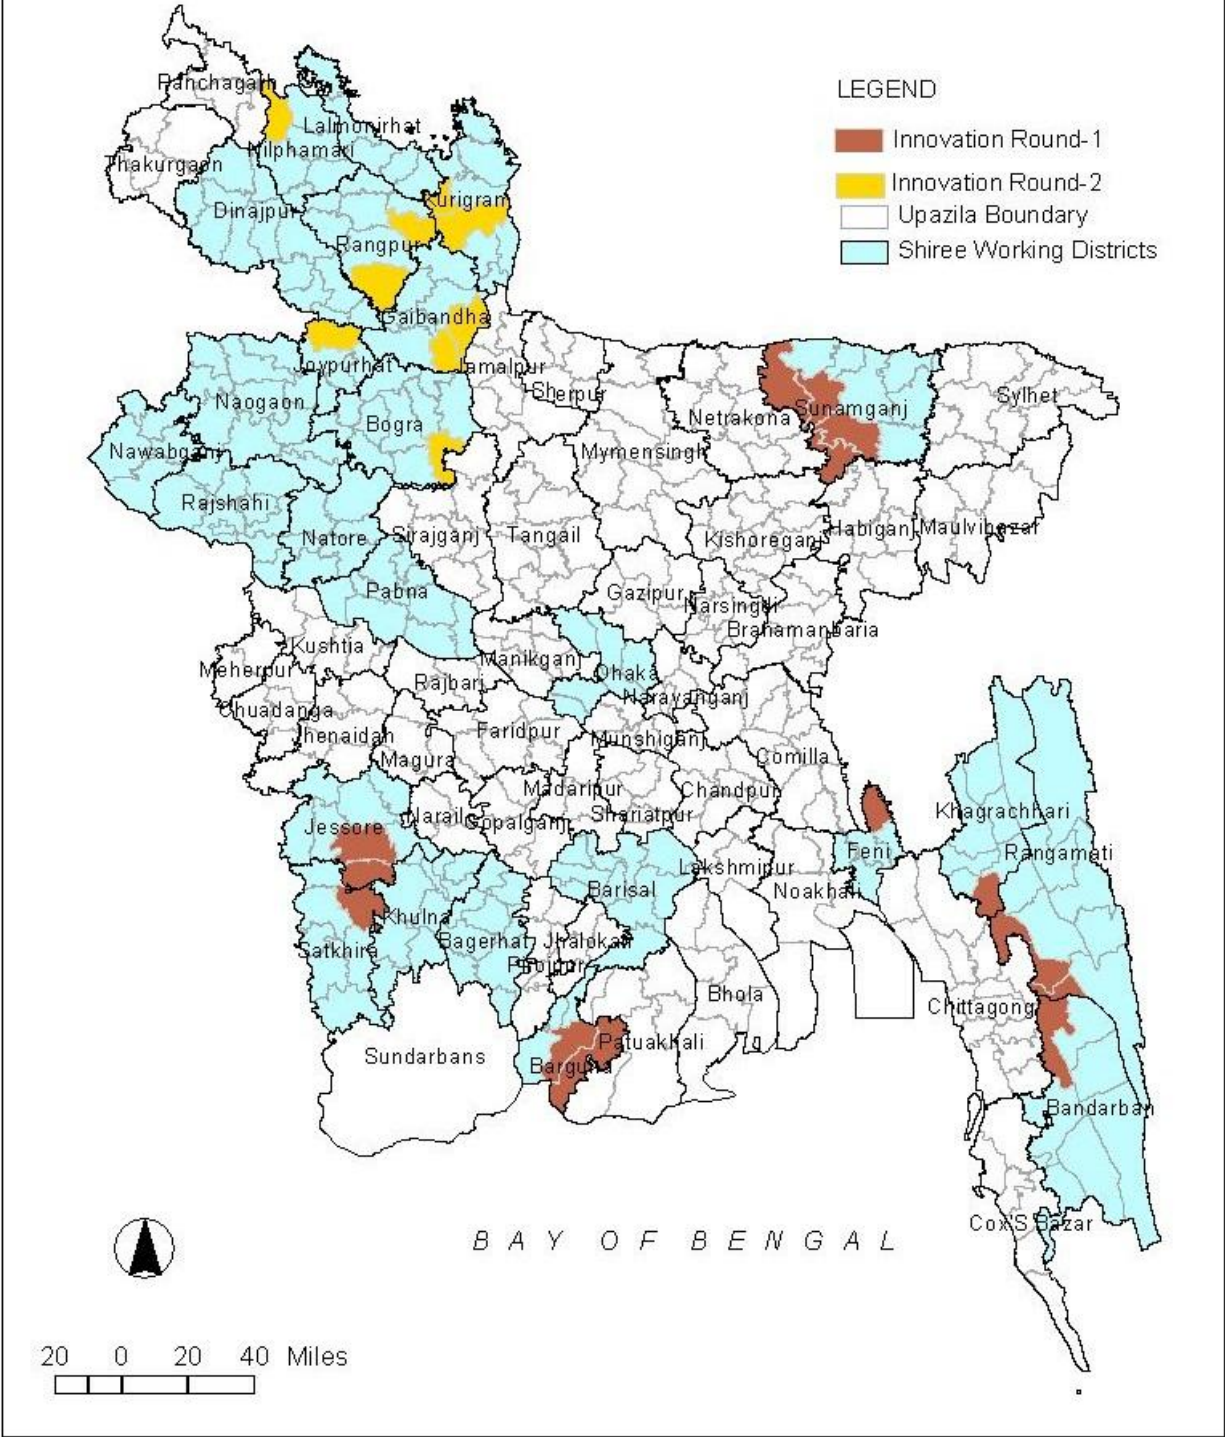 LEGEND
Innovation Round-1
Innovation Round-2
Upazila Boundary
Shiree Working Districts
Panchagarh
Lalmonirhat
Nilphamari
Thakurgaon
Kurigram
Dinajpur
Rangpur
Gaibandha
Joypurhat
Jamalpur
Sherpur
Naogaon
Bogra
Netrakona
Sunamganj
Sylhet
Nawabganj
Mymensingh
Rajshahi
Natore
Sirajganj
Tangail
Kishoreganj
Habiganj
Maulvibazar
Pabna
Gazipur
Narsingdi
Brahamanbaria
Kushtia
Manikganj
Meherpur
Rajbari
Dhaka
Narayanganj
Chuadanga
Jhenaidah
Faridpur
Munshiganj
Magura
Comilla
Madaripur
Chandpur
Shariatpur
Khagrachhari
Jessore
Narail
Gopalganj
Feni
Rangamati
Lakshmipur
Barisal
Noakhali
Khulna
Satkhira
Bagerhat
Jhalokati
Pirojpur
Bhola
Chittagong
Sundarbans
Barguna
Patuakhali
Bandarban
Cox'S Bazar
BAY OF BENGAL
20 0 20 40 Miles